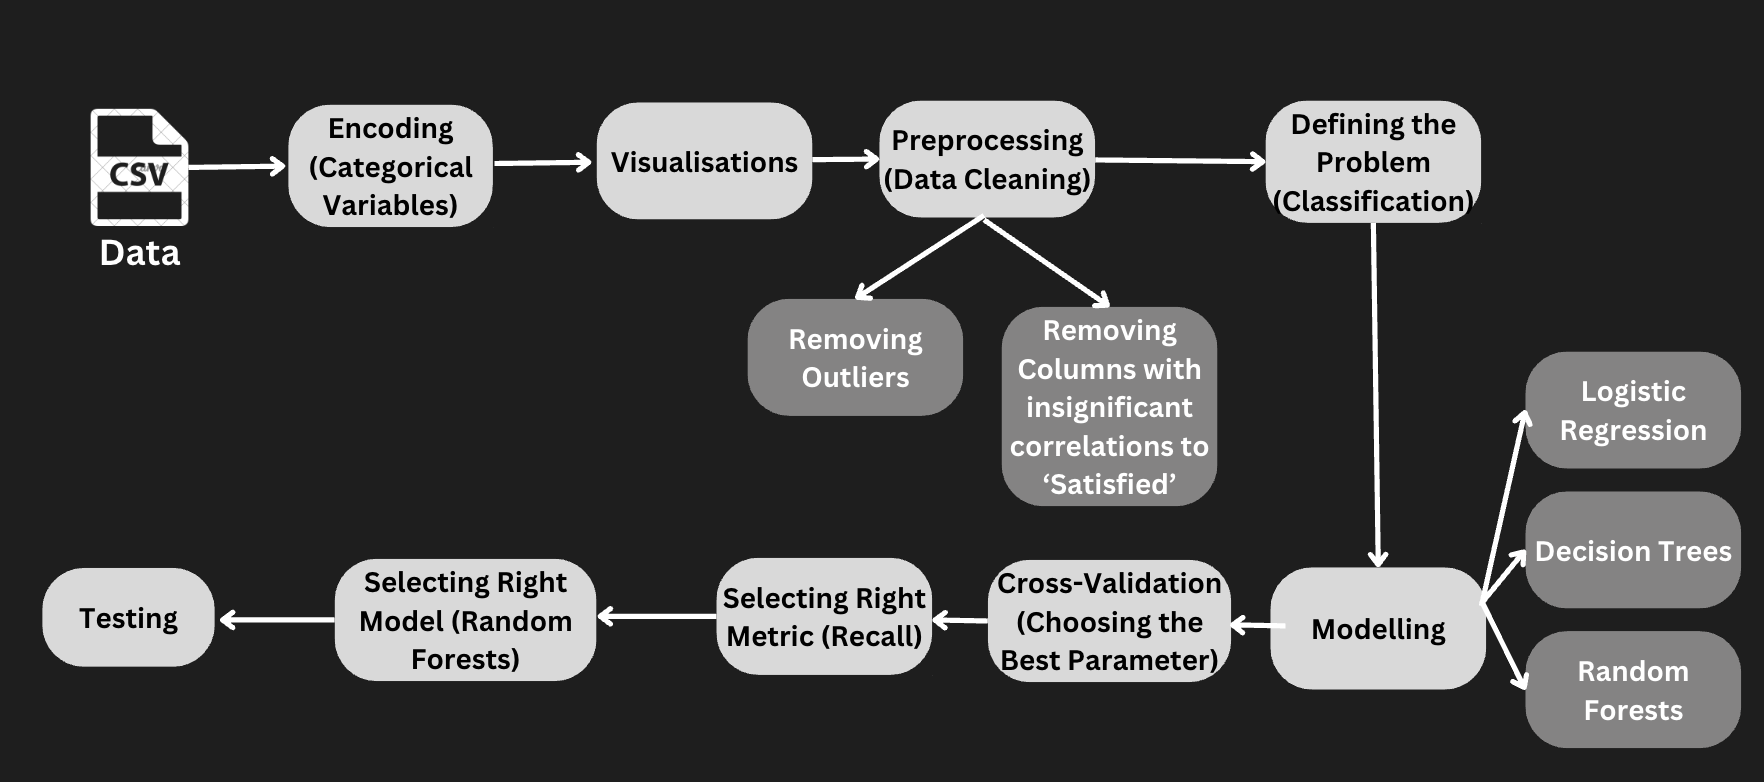 CSV
Data
Encoding
(Categorical
Variables)
Visualisations
Preprocessing
(Data Cleaning)
Defining the
Problem
(Classification)
Removing
Outliers
Removing
Columns with
insignificant
correlations to
‘Satisfied’
Logistic
Regression
Decision Trees
Random
Forests
Modelling
Cross-Validation
(Choosing the
Best Parameter)
Selecting Right
Metric (Recall)
Selecting Right
Model (Random
Forests)
Testing